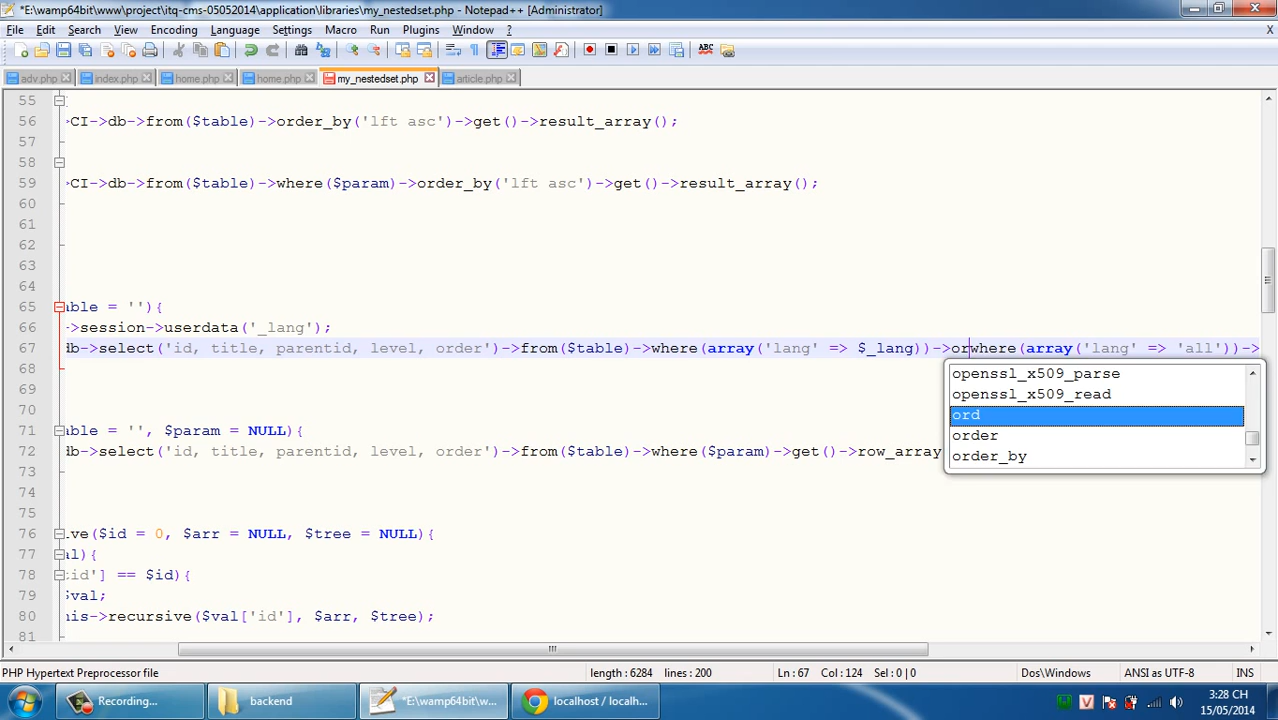 *E:\wamp64bit\www\project\itq-cms-05052014\application\libraries\my_nestedset.php - Notepad++ [Administrator]
File Edit Search View Encoding Language Settings Macro Run Plugins Window ? X
adv.php index.php home.php home.php my_nestedset.php article.php
55
56 >CI->db->from($table)->order_by('lft asc')->get()->result_array();
57
58
59 >CI->db->from($table)->where($param)->order_by('lft asc')->get()->result_array();
60
61
62
63
64
65 able = ''){
66 ->session->userdata('_lang');
67 db->select('id, title, parentid, level, order')->from($table)->where(array('lang' => $_lang))->orwhere(array('lang' => 'all'))->
68
69
70
71 able = '', $param = NULL){
72 db->select('id, title, parentid, level, order')->from($table)->where($param)->get()->row_array
73
74
75
76 ive($id = 0, $arr = NULL, $tree = NULL){
77 al){
78 tid'] == $id){
79 $val;
80 his->recursive($val['id'], $arr, $tree);
81
openssl_x509_parse
openssl_x509_read
ord
order
order_by
PHP Hypertext Preprocessor file length : 6284 lines : 200 Ln : 67 Col : 124 Sel : 0 | 0 Dos\Windows ANSI as UTF-8 INS
Recording... backend *E:\wamp64bit\w... localhost / localh... 3:28 CH
15/05/2014